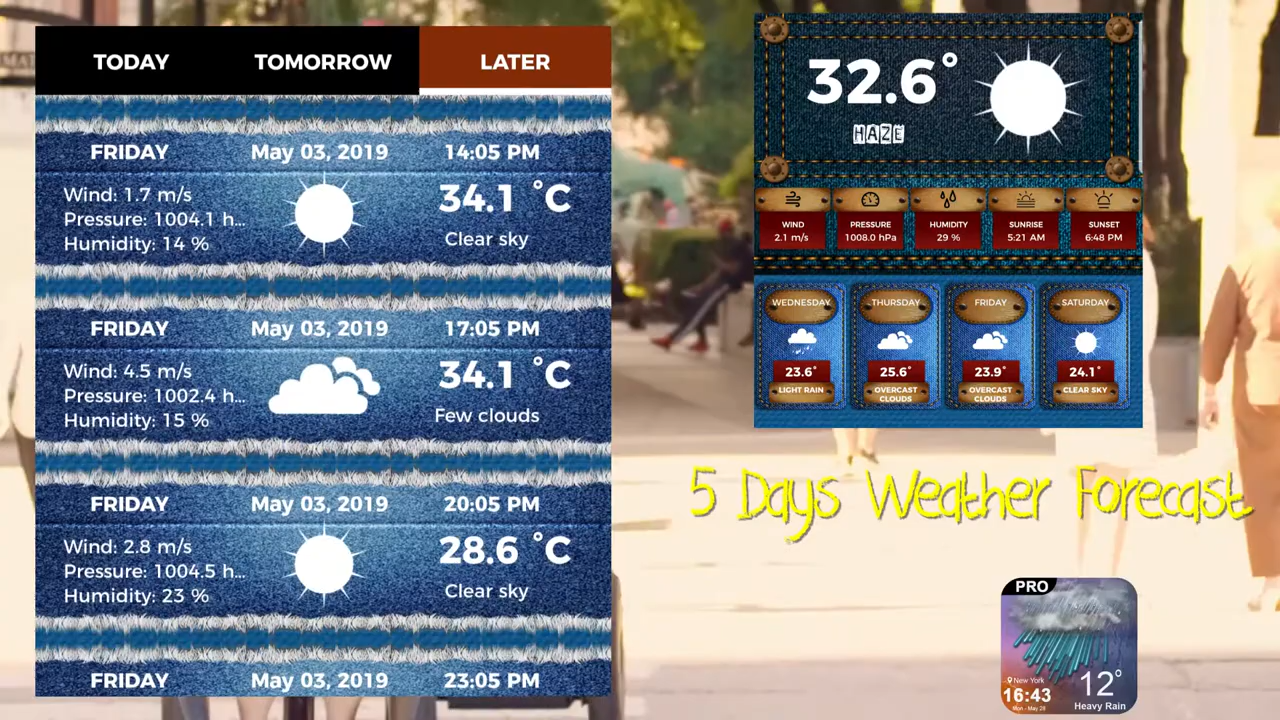 TODAY TOMORROW LATER
FRIDAY May 03, 2019 14:05 PM
Wind: 1.7 m/s
Pressure: 1004.1 h...
Humidity: 14 %
34.1 °C
Clear sky
FRIDAY May 03, 2019 17:05 PM
Wind: 4.5 m/s
Pressure: 1002.4 h...
Humidity: 15 %
34.1 °C
Few clouds
FRIDAY May 03, 2019 20:05 PM
Wind: 2.8 m/s
Pressure: 1004.5 h...
Humidity: 23 %
28.6 °C
Clear sky
FRIDAY May 03, 2019 23:05 PM
32.6°
HAZE
WIND PRESSURE HUMIDITY SUNRISE SUNSET
2.1 m/s 1008.0 hPa 29 % 5:21 AM 6:48 PM
WEDNESDAY THURSDAY FRIDAY SATURDAY
23.6° 25.6° 23.9° 24.1°
LIGHT RAIN OVERCAST CLOUDS OVERCAST CLOUDS CLEAR SKY
5 Days Weather Forecast
PRO
New York
16:43
Mon - May 28
12°
Heavy Rain